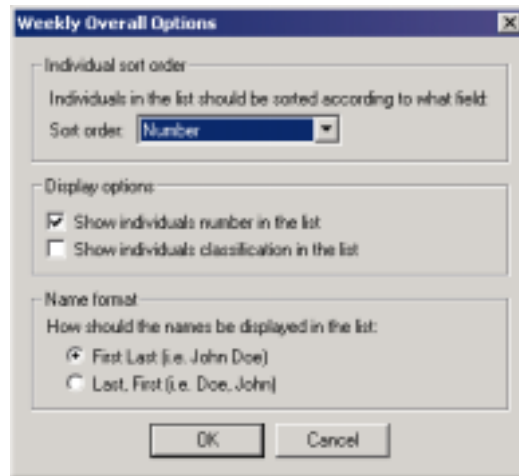 Weekly Overall Options
Individual sort order
Individuals in the list should be sorted according to what field:
Sort order: Number
Display options
Show individuals number in the list
Show individuals classification in the list
Name format
How should the names be displayed in the list:
First Last (i.e. John Doe)
Last, First (i.e. Doe, John)
OK Cancel